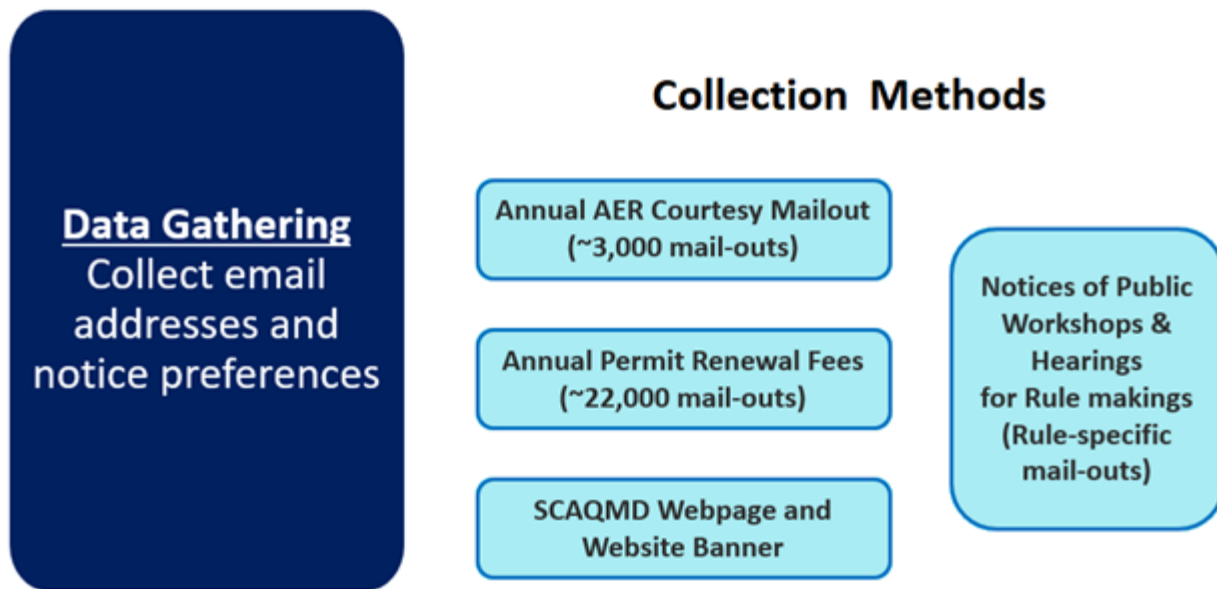 Collection Methods
Data Gathering
Collect email
addresses and
notice preferences
Annual AER Courtesy Mailout
(~3,000 mail-outs)
Annual Permit Renewal Fees
(~22,000 mail-outs)
SCAQMD Webpage and
Website Banner
Notices of Public
Workshops &
Hearings
for Rule makings
(Rule-specific
mail-outs)